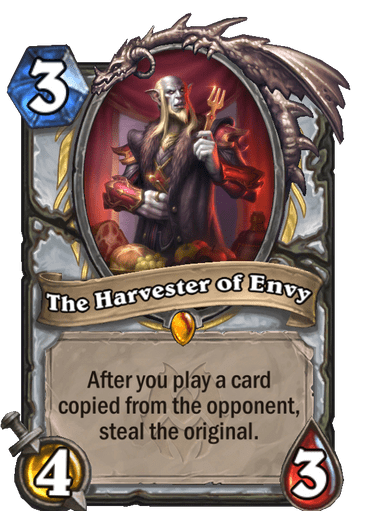 3
The Harvester of Envy
After you play a card
copied from the opponent,
steal the original.
4
3